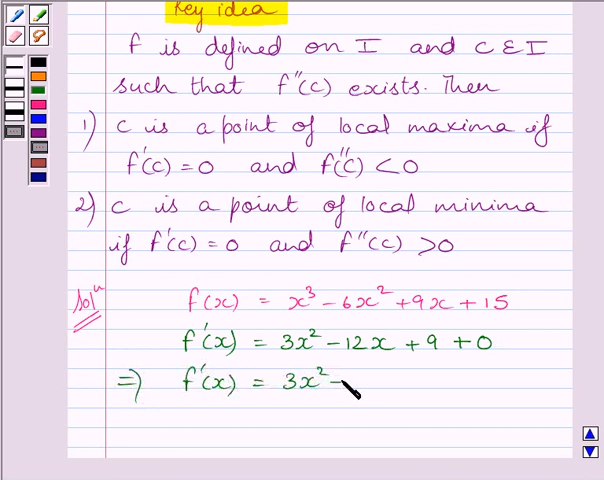 Key idea
f is defined on I and c ε I
such that f''(c) exists. Then
1) c is a point of local maxima if
f'(c) = 0 and f''(c) < 0
2) c is a point of local minima
if f'(c) = 0 and f''(c) > 0
Solⁿ f(x) = x³ - 6x² + 9x + 15
f'(x) = 3x² - 12x + 9 + 0
⇒ f'(x) = 3x² -